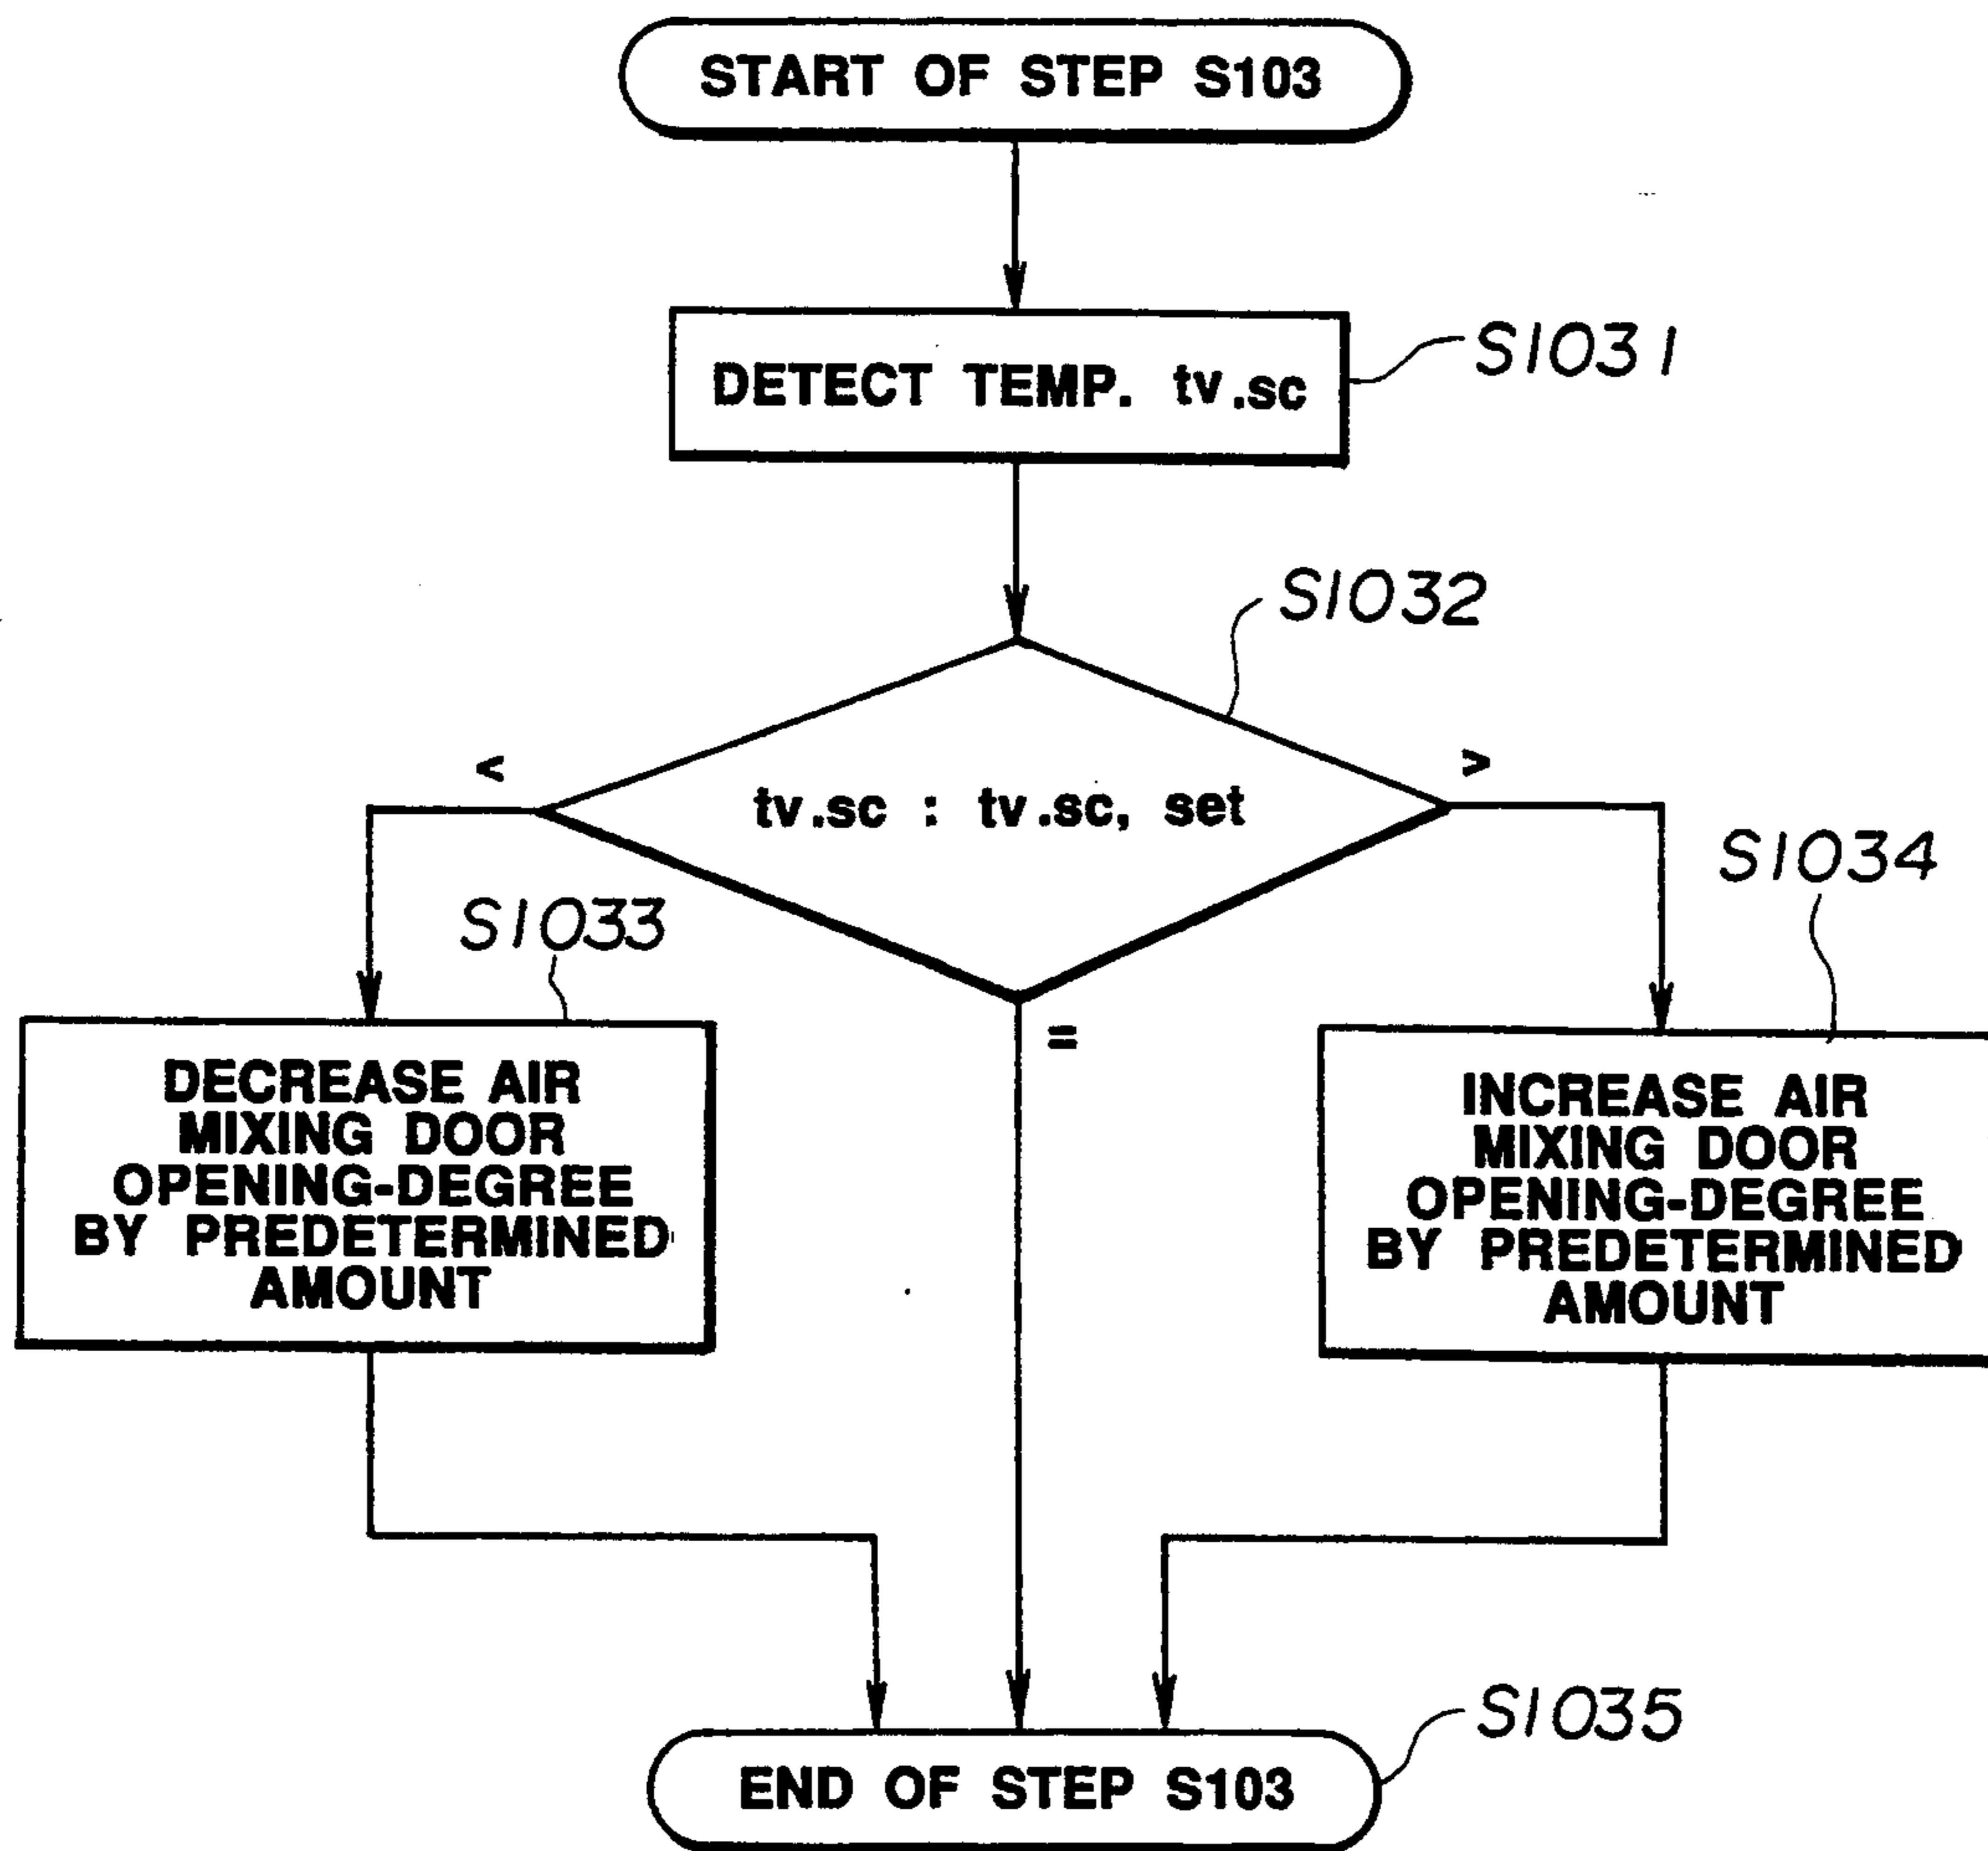 START OF STEP S103
DETECT TEMP. tv.sc
S1031
S1032
<
tv.sc : tv.sc, set
>
S1033
S1034
=
DECREASE AIR
MIXING DOOR
OPENING-DEGREE
BY PREDETERMINED
AMOUNT
INCREASE AIR
MIXING DOOR
OPENING-DEGREE
BY PREDETERMINED
AMOUNT
S1035
END OF STEP S103